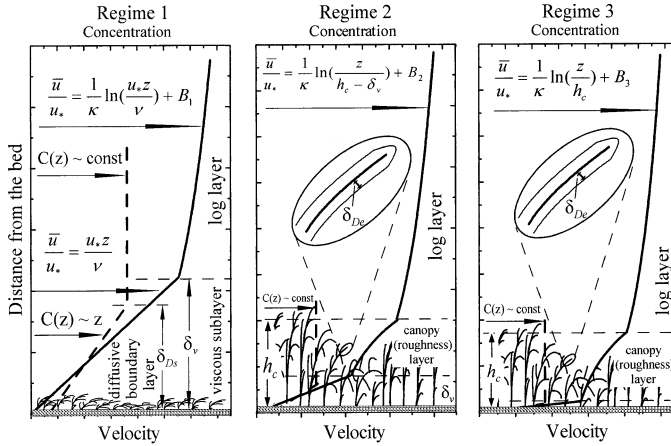 Regime 1
Concentration
Regime 2
Concentration
Regime 3
Concentration
Distance from the bed
u̅/u* = 1/κ ln(u*z/ν) + B₁
C(z) ~ const
u̅/u* = u*z/ν
C(z) ~ z
diffusive
boundary
layer
δDs
δν
log layer
viscous sublayer
Velocity
u̅/u* = 1/κ ln(z/(hc − δν)) + B₂
δDe
log layer
C(z) ~ const
canopy
(roughness)
layer
hc
δν
Velocity
u̅/u* = 1/κ ln(z/hc) + B₃
δDe
log layer
C(z) ~ const
canopy
(roughness)
layer
hc
Velocity